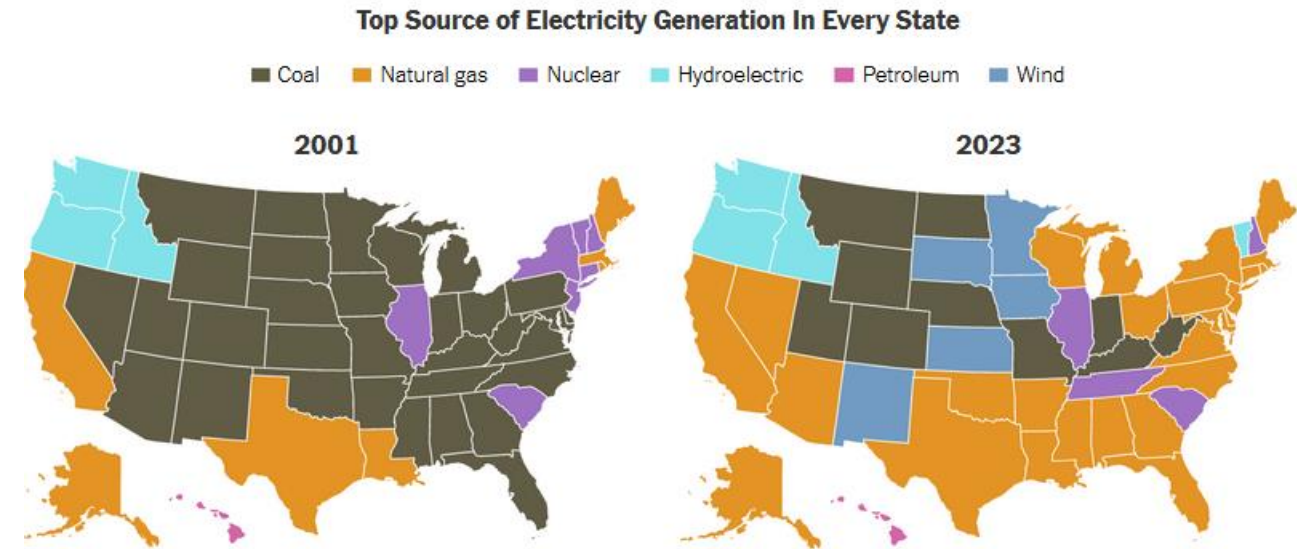 Top Source of Electricity Generation In Every State
Coal Natural gas Nuclear Hydroelectric Petroleum Wind
2001 2023